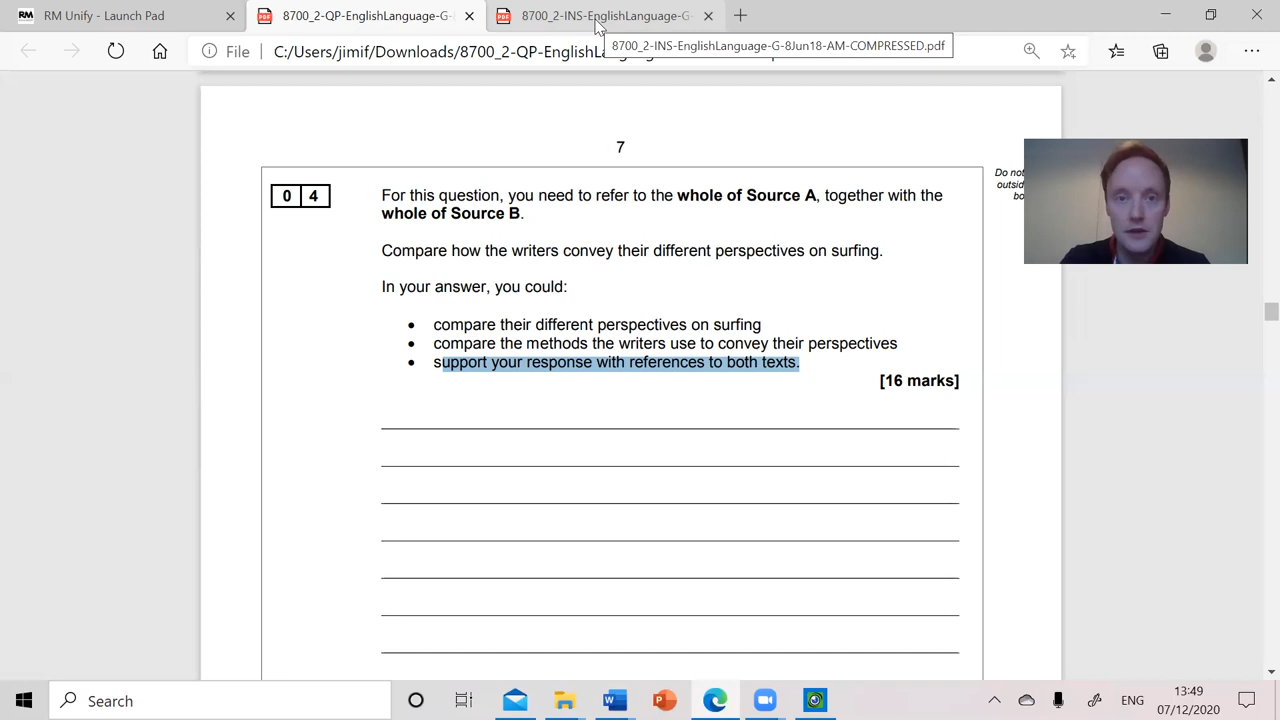 RM RM Unify - Launch Pad
PDF 8700_2-QP-EnglishLanguage-G-
PDF 8700_2-INS-EnglishLanguage-G-
8700_2-INS-EnglishLanguage-G-8Jun18-AM-COMPRESSED.pdf
File C:/Users/jimif/Downloads/8700_2-QP-EnglishLa
7
0 4 For this question, you need to refer to the whole of Source A, together with the
whole of Source B.
Do not
outsid
bo
Compare how the writers convey their different perspectives on surfing.
In your answer, you could:
• compare their different perspectives on surfing
• compare the methods the writers use to convey their perspectives
• support your response with references to both texts.
[16 marks]
Search
ENG
13:49
07/12/2020